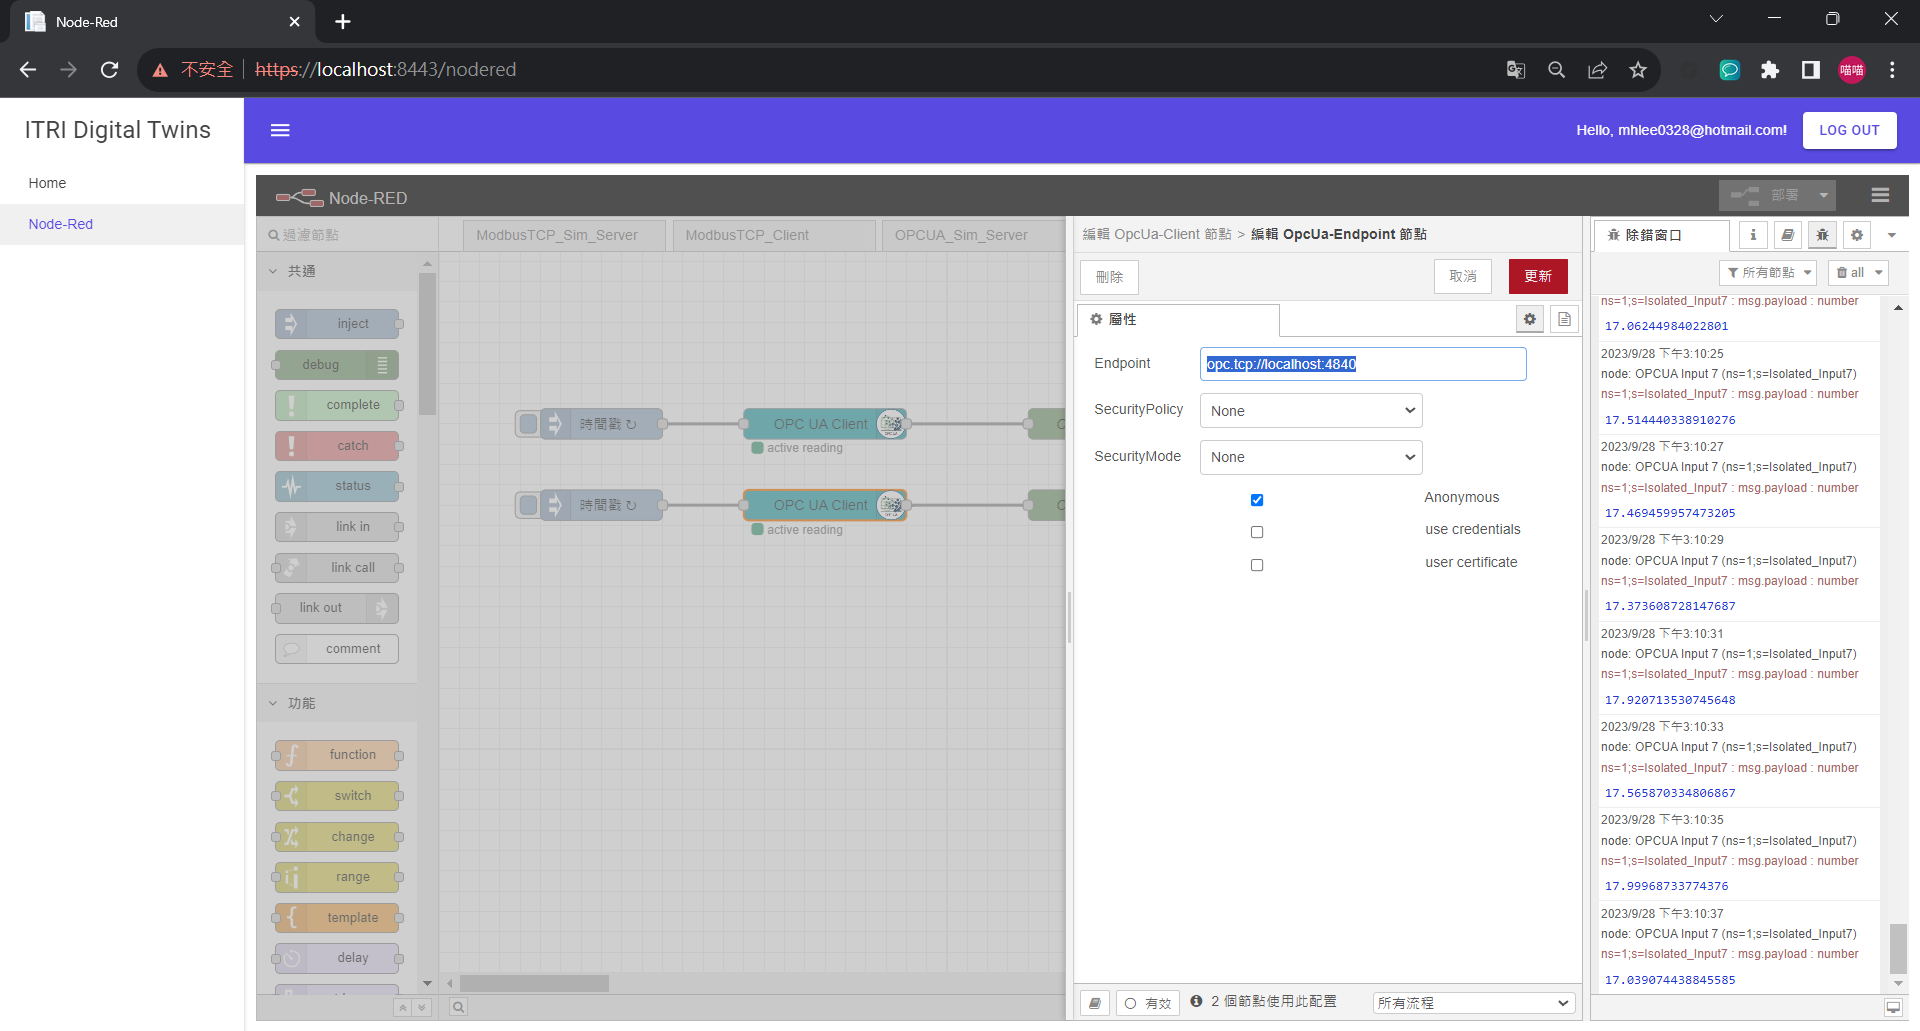 Node-Red
不安全
https://localhost:8443/nodered
喵喵
ITRI Digital Twins
Hello, mhlee0328@hotmail.com!
LOG OUT
Home
Node-Red
Node-RED
部署
過濾節點
ModbusTCP_Sim_Server
ModbusTCP_Client
OPCUA_Sim_Server
共通
inject
debug
complete
catch
status
link in
link call
link out
comment
功能
function
switch
change
range
template
delay
時間戳 ↻
OPC UA Client
active reading
時間戳 ↻
OPC UA Client
active reading
編輯 OpcUa-Client 節點 > 編輯 OpcUa-Endpoint 節點
刪除
取消
更新
屬性
Endpoint
opc.tcp://localhost:4840
SecurityPolicy
None
SecurityMode
None
Anonymous
use credentials
user certificate
有效
2 個節點使用此配置
所有流程
除錯窗口
所有節點
all
ns=1;s=Isolated_Input7 : msg.payload : number
17.06244984022801
2023/9/28 下午3:10:25
node: OPCUA Input 7 (ns=1;s=Isolated_Input7)
ns=1;s=Isolated_Input7 : msg.payload : number
17.514440338910276
2023/9/28 下午3:10:27
node: OPCUA Input 7 (ns=1;s=Isolated_Input7)
ns=1;s=Isolated_Input7 : msg.payload : number
17.469459957473205
2023/9/28 下午3:10:29
node: OPCUA Input 7 (ns=1;s=Isolated_Input7)
ns=1;s=Isolated_Input7 : msg.payload : number
17.373608728147687
2023/9/28 下午3:10:31
node: OPCUA Input 7 (ns=1;s=Isolated_Input7)
ns=1;s=Isolated_Input7 : msg.payload : number
17.920713530745648
2023/9/28 下午3:10:33
node: OPCUA Input 7 (ns=1;s=Isolated_Input7)
ns=1;s=Isolated_Input7 : msg.payload : number
17.565870334806867
2023/9/28 下午3:10:35
node: OPCUA Input 7 (ns=1;s=Isolated_Input7)
ns=1;s=Isolated_Input7 : msg.payload : number
17.99968733774376
2023/9/28 下午3:10:37
node: OPCUA Input 7 (ns=1;s=Isolated_Input7)
ns=1;s=Isolated_Input7 : msg.payload : number
17.039074438845585